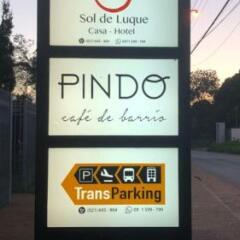 Sol de Luque
Casa - Hotel
PINDO
café de barrio
P
TransParking